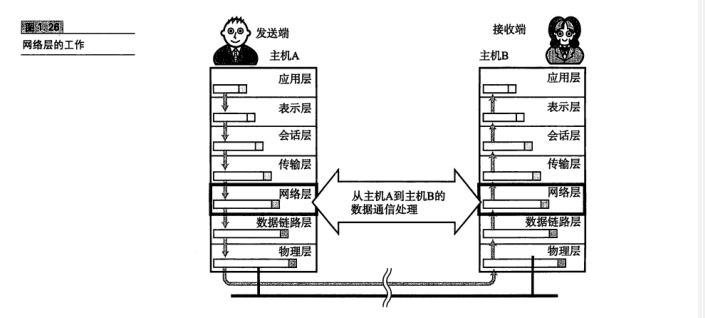 图1.26
网络层的工作
发送端
主机A
应用层
表示层
会话层
传输层
网络层
数据链路层
物理层
从主机A到主机B的
数据通信处理
接收端
主机B
应用层
表示层
会话层
传输层
网络层
数据链路层
物理层